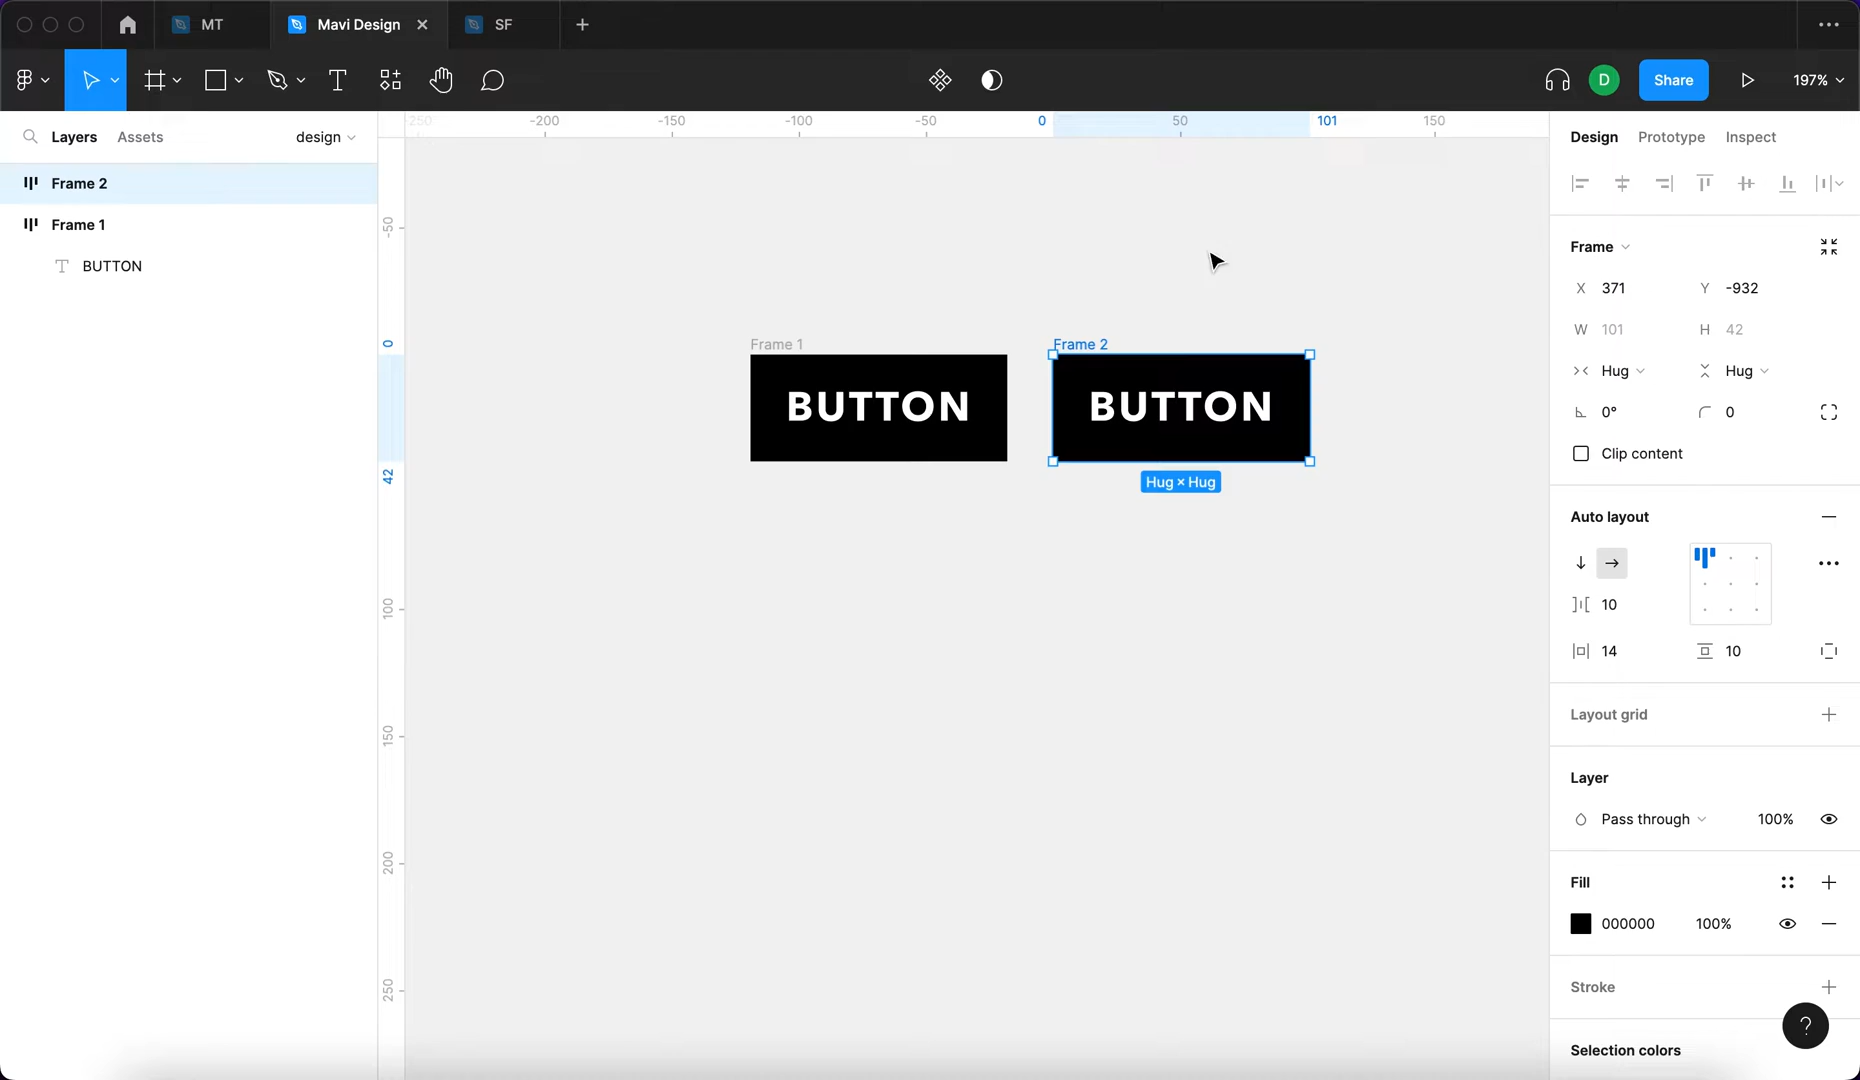 MT
Mavi Design
SF
T
D
Share
197%
Layers
Assets
design
-250
-200
-150
-100
-50
0
50
101
150
Design
Prototype
Inspect
Frame 2
Frame 1
T BUTTON
-50
0
42
100
150
200
250
Frame 1
BUTTON
Frame 2
BUTTON
Hug × Hug
Frame
X 371
Y -932
W 101
H 42
Hug
Hug
0°
0
Clip content
Auto layout
10
14
10
Layout grid
Layer
Pass through
100%
Fill
000000
100%
Stroke
?
Selection colors